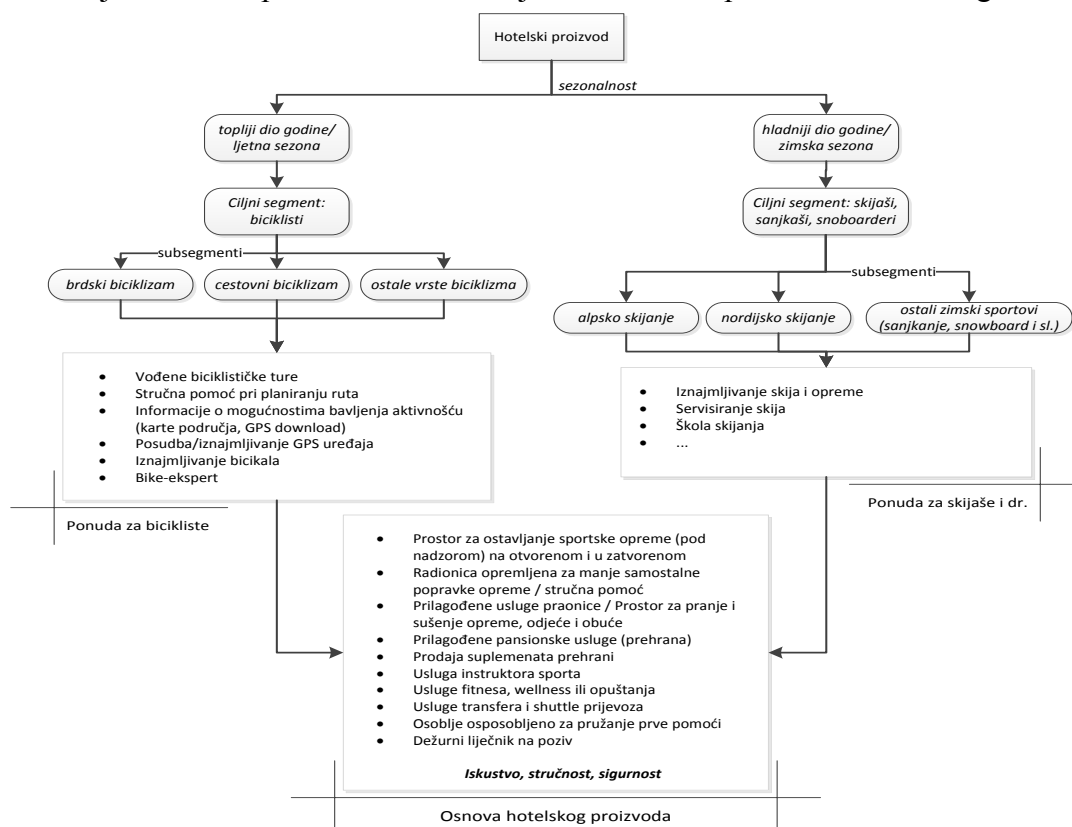 Hotelski proizvod
sezonalnost
topliji dio godine/
ljetna sezona
hladniji dio godine/
zimska sezona
Ciljni segment:
biciklisti
Ciljni segment: skijaši,
sanjkaši, snoboarderi
subsegmenti
subsegmenti
brdski biciklizam
cestovni biciklizam
ostale vrste biciklizma
alpsko skijanje
nordijsko skijanje
ostali zimski sportovi
(sanjkanje, snowboard i sl.)
• Vođene biciklističke ture
• Stručna pomoć pri planiranju ruta
• Informacije o mogućnostima bavljenja aktivnošću
(karte područja, GPS download)
• Posudba/iznajmljivanje GPS uređaja
• Iznajmljivanje bicikala
• Bike-ekspert
• Iznajmljivanje skija i opreme
• Servisiranje skija
• Škola skijanja
• ...
Ponuda za bicikliste
Ponuda za skijaše i dr.
• Prostor za ostavljanje sportske opreme (pod
nadzorom) na otvorenom i u zatvorenom
• Radionica opremljena za manje samostalne
popravke opreme / stručna pomoć
• Prilagođene usluge praonice / Prostor za pranje i
sušenje opreme, odjeće i obuće
• Prilagođene pansionske usluge (prehrana)
• Prodaja suplemenata prehrani
• Usluga instruktora sporta
• Usluge fitnesa, wellness ili opuštanja
• Usluge transfera i shuttle prijevoza
• Osoblje osposobljeno za pružanje prve pomoći
• Dežurni liječnik na poziv
Iskustvo, stručnost, sigurnost
Osnova hotelskog proizvoda